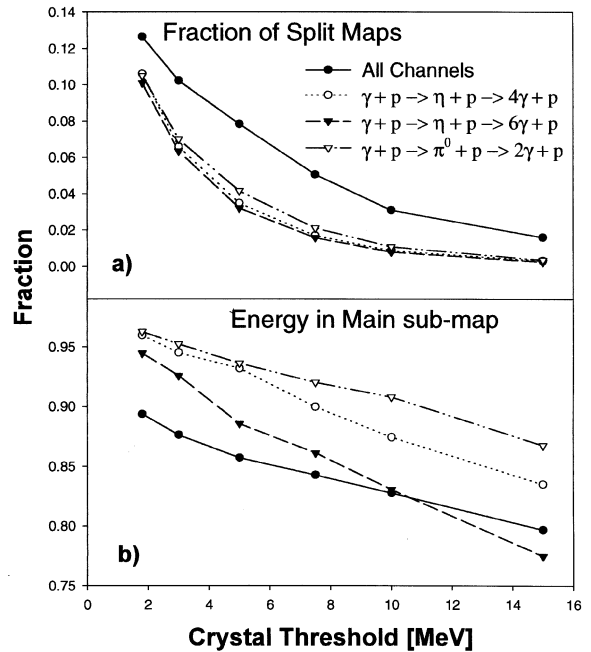 0.14
Fraction of Split Maps
0.12
All Channels
0.10
γ + p –> η + p –> 4γ + p
0.08
γ + p –> η + p –> 6γ + p
0.06
γ + p –> π⁰ + p –> 2γ + p
0.04
0.02
0.00
a)
Fraction
Energy in Main sub-map
0.95
0.90
0.85
0.80
b)
0.75
0 2 4 6 8 10 12 14 16
Crystal Threshold [MeV]